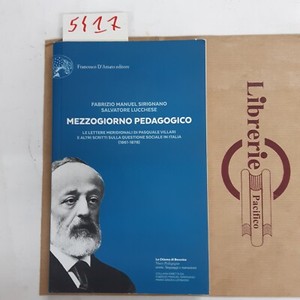 5417
Francesco D'Amato editore
FABRIZIO MANUEL SIRIGNANO
SALVATORE LUCCHESE
MEZZOGIORNO PEDAGOGICO
LE LETTERE MERIDIONALI DI PASQUALE VILLARI
E ALTRI SCRITTI SULLA QUESTIONE SOCIALE IN ITALIA
(1861-1878)
Librerie
Pacifico